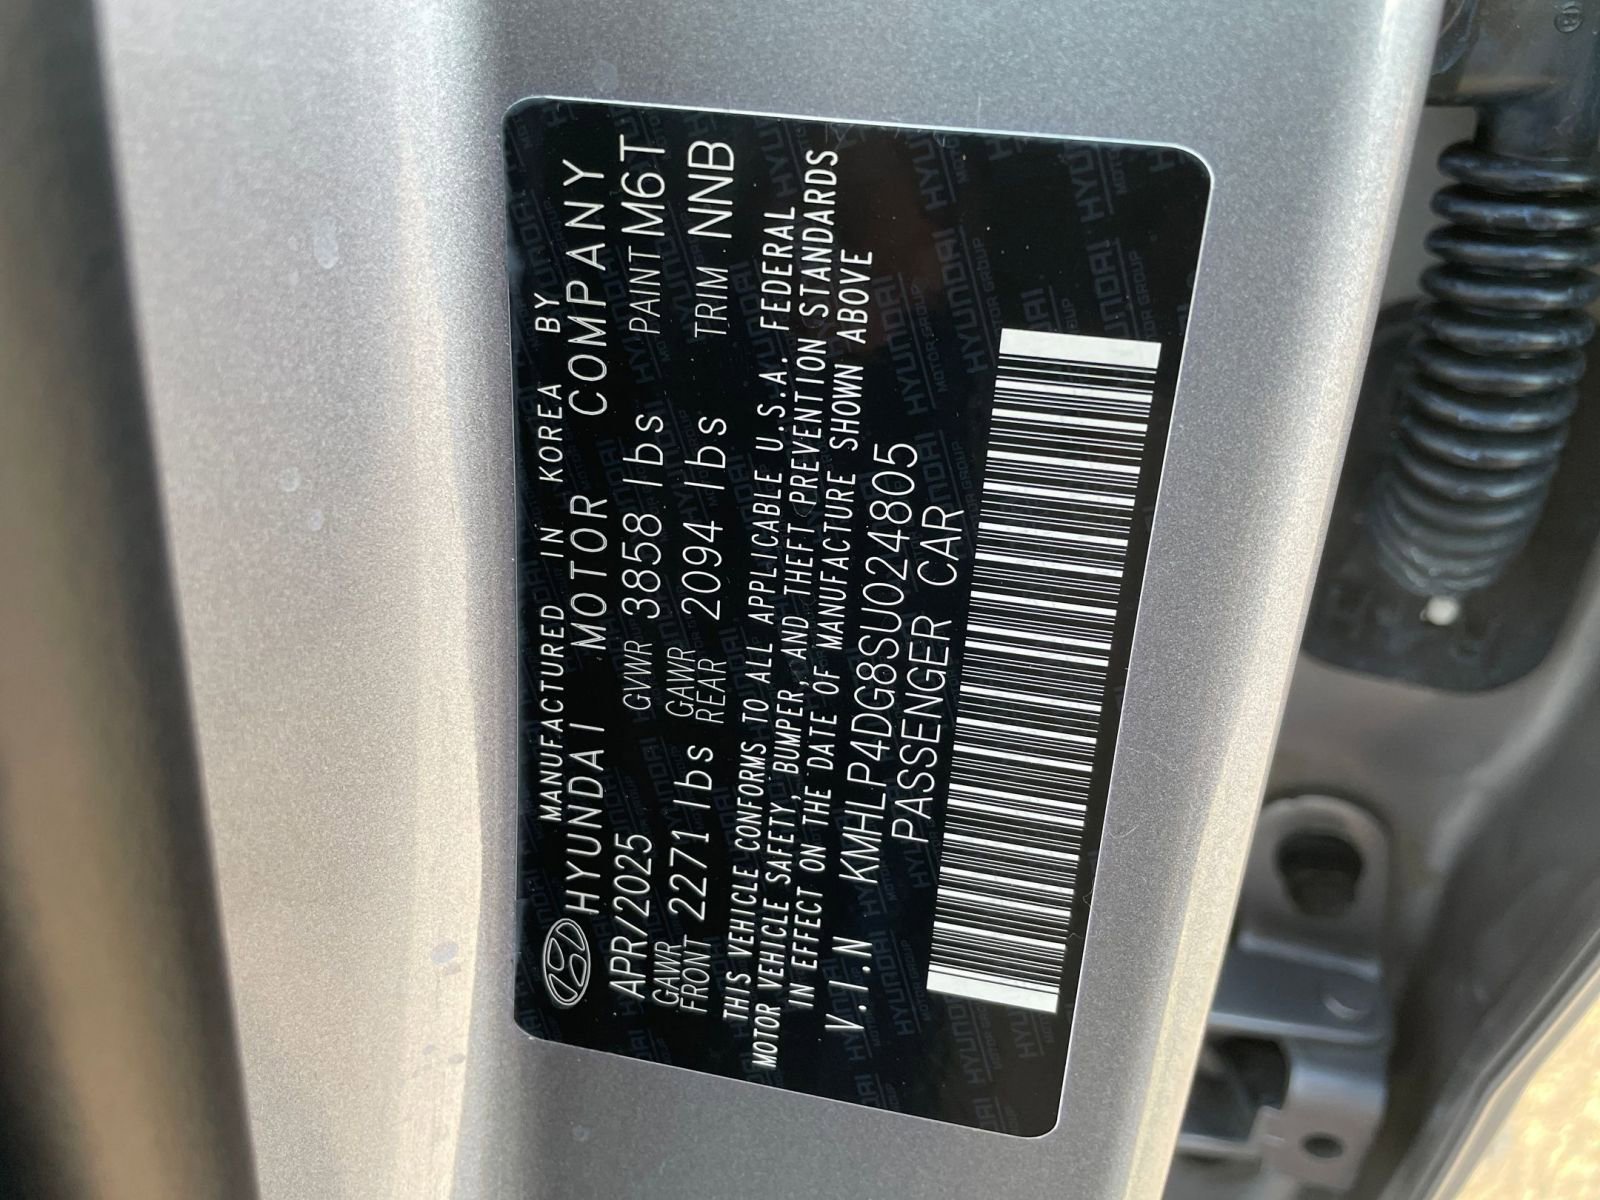 MANUFACTURED IN KOREA BY
HYUNDAI MOTOR COMPANY
APR/2025 GVWR 3858 lbs PAINT M6T
GAWR FRONT 2271 lbs GAWR REAR 2094 lbs TRIM NNB
THIS VEHICLE CONFORMS TO ALL APPLICABLE U.S.A. FEDERAL
MOTOR VEHICLE SAFETY, BUMPER, AND THEFT PREVENTION STANDARDS
IN EFFECT ON THE DATE OF MANUFACTURE SHOWN ABOVE
V.I.N KMHLP4DG8SU024805
PASSENGER CAR